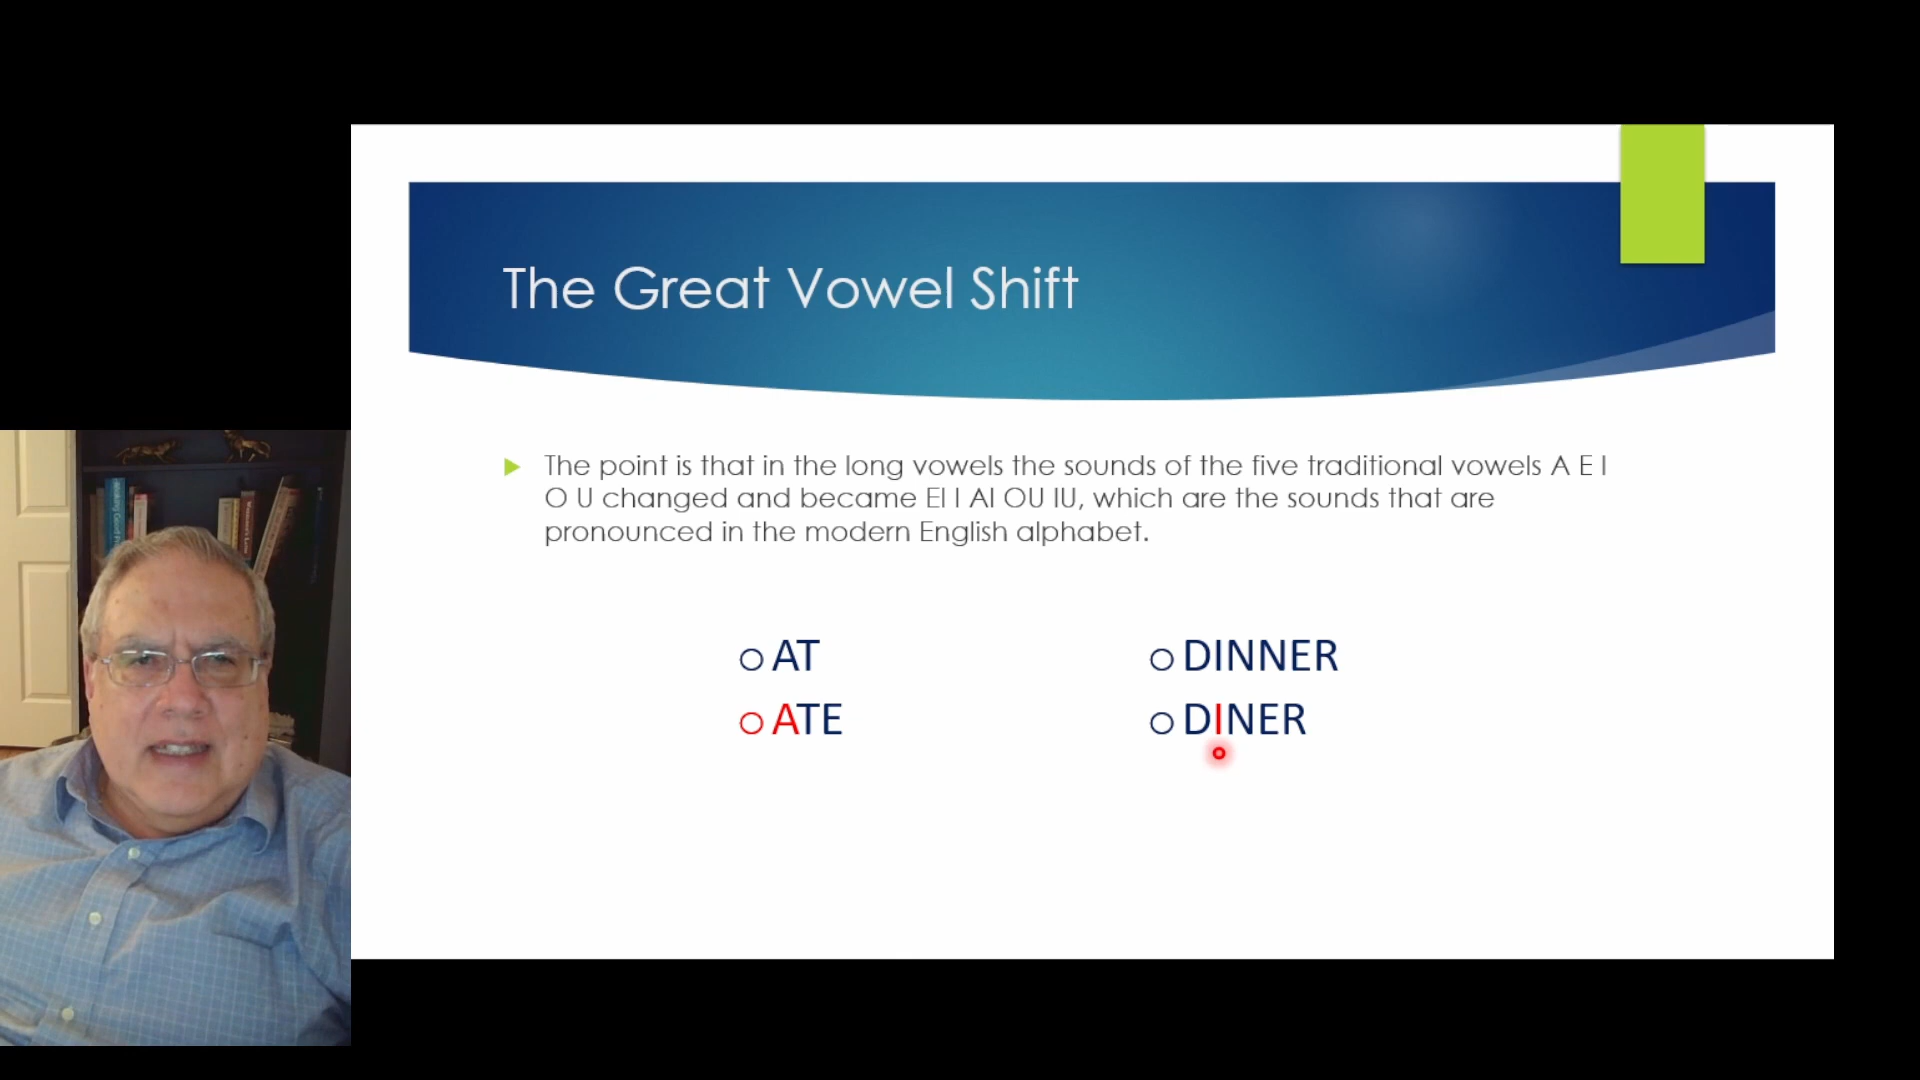 The Great Vowel Shift
The point is that in the long vowels the sounds of the five traditional vowels A E I
O U changed and became EI I AI OU IU, which are the sounds that are
pronounced in the modern English alphabet.
AT
ATE
DINNER
DINER